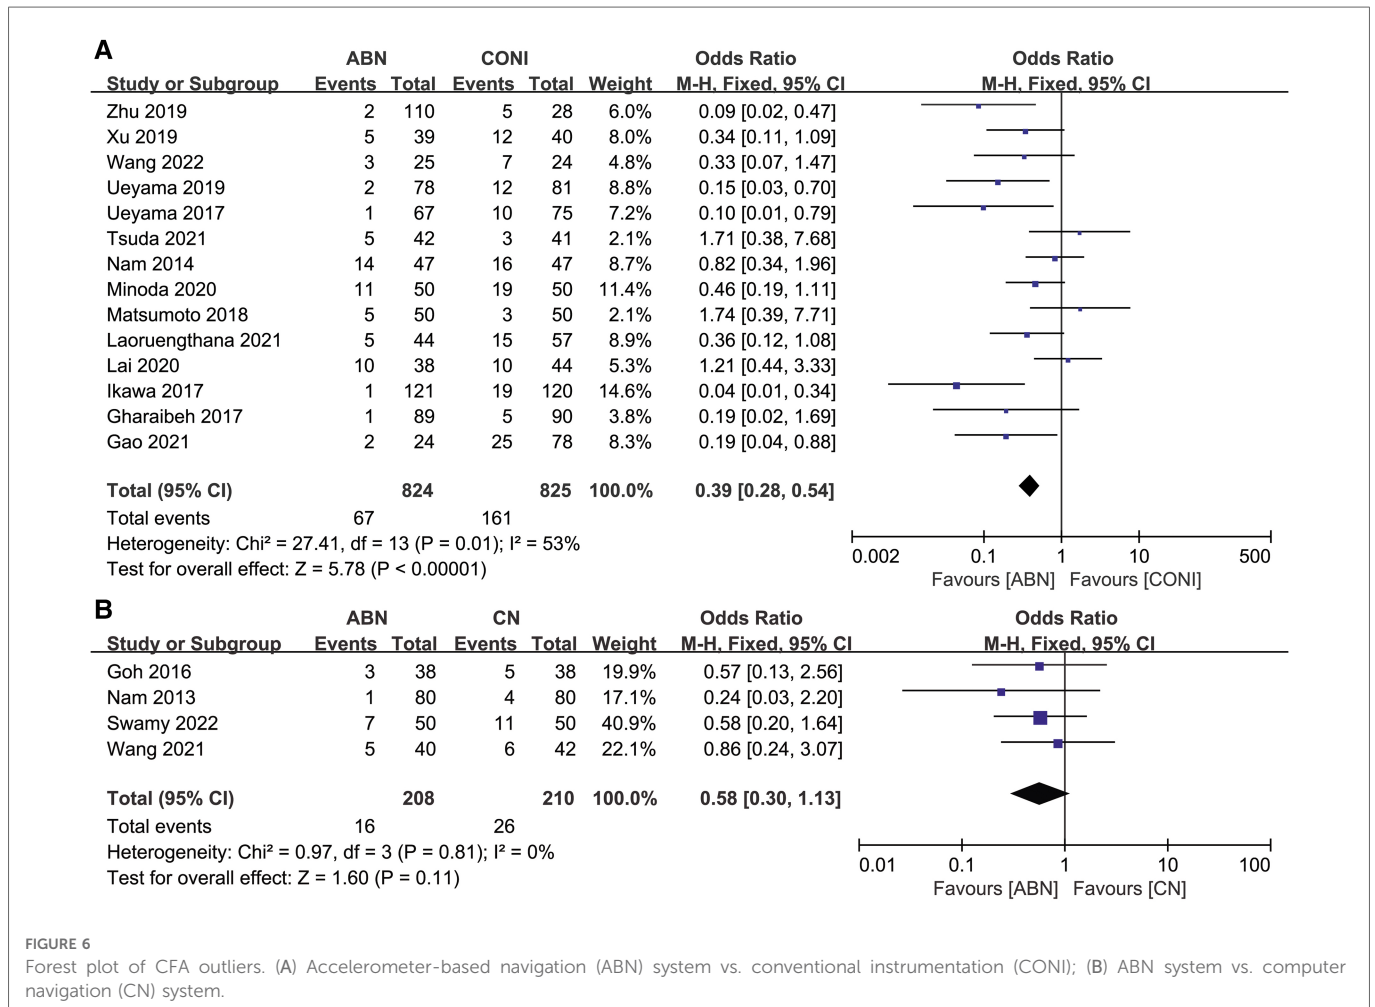 A
ABN CONI Odds Ratio Odds Ratio
Study or Subgroup Events Total Events Total Weight M-H, Fixed, 95% CI M-H, Fixed, 95% CI
Zhu 2019 2 110 5 28 6.0% 0.09 [0.02, 0.47]
Xu 2019 5 39 12 40 8.0% 0.34 [0.11, 1.09]
Wang 2022 3 25 7 24 4.8% 0.33 [0.07, 1.47]
Ueyama 2019 2 78 12 81 8.8% 0.15 [0.03, 0.70]
Ueyama 2017 1 67 10 75 7.2% 0.10 [0.01, 0.79]
Tsuda 2021 5 42 3 41 2.1% 1.71 [0.38, 7.68]
Nam 2014 14 47 16 47 8.7% 0.82 [0.34, 1.96]
Minoda 2020 11 50 19 50 11.4% 0.46 [0.19, 1.11]
Matsumoto 2018 5 50 3 50 2.1% 1.74 [0.39, 7.71]
Laoruengthana 2021 5 44 15 57 8.9% 0.36 [0.12, 1.08]
Lai 2020 10 38 10 44 5.3% 1.21 [0.44, 3.33]
Ikawa 2017 1 121 19 120 14.6% 0.04 [0.01, 0.34]
Gharaibeh 2017 1 89 5 90 3.8% 0.19 [0.02, 1.69]
Gao 2021 2 24 25 78 8.3% 0.19 [0.04, 0.88]
Total (95% CI) 824 825 100.0% 0.39 [0.28, 0.54]
Total events 67 161
Heterogeneity: Chi² = 27.41, df = 13 (P = 0.01); I² = 53%
Test for overall effect: Z = 5.78 (P < 0.00001)
0.002 0.1 1 10 500
Favours [ABN] Favours [CONI]
B
ABN CN Odds Ratio Odds Ratio
Study or Subgroup Events Total Events Total Weight M-H, Fixed, 95% CI M-H, Fixed, 95% CI
Goh 2016 3 38 5 38 19.9% 0.57 [0.13, 2.56]
Nam 2013 1 80 4 80 17.1% 0.24 [0.03, 2.20]
Swamy 2022 7 50 11 50 40.9% 0.58 [0.20, 1.64]
Wang 2021 5 40 6 42 22.1% 0.86 [0.24, 3.07]
Total (95% CI) 208 210 100.0% 0.58 [0.30, 1.13]
Total events 16 26
Heterogeneity: Chi² = 0.97, df = 3 (P = 0.81); I² = 0%
Test for overall effect: Z = 1.60 (P = 0.11)
0.01 0.1 1 10 100
Favours [ABN] Favours [CN]
FIGURE 6
Forest plot of CFA outliers. (A) Accelerometer-based navigation (ABN) system vs. conventional instrumentation (CONI); (B) ABN system vs. computer
navigation (CN) system.